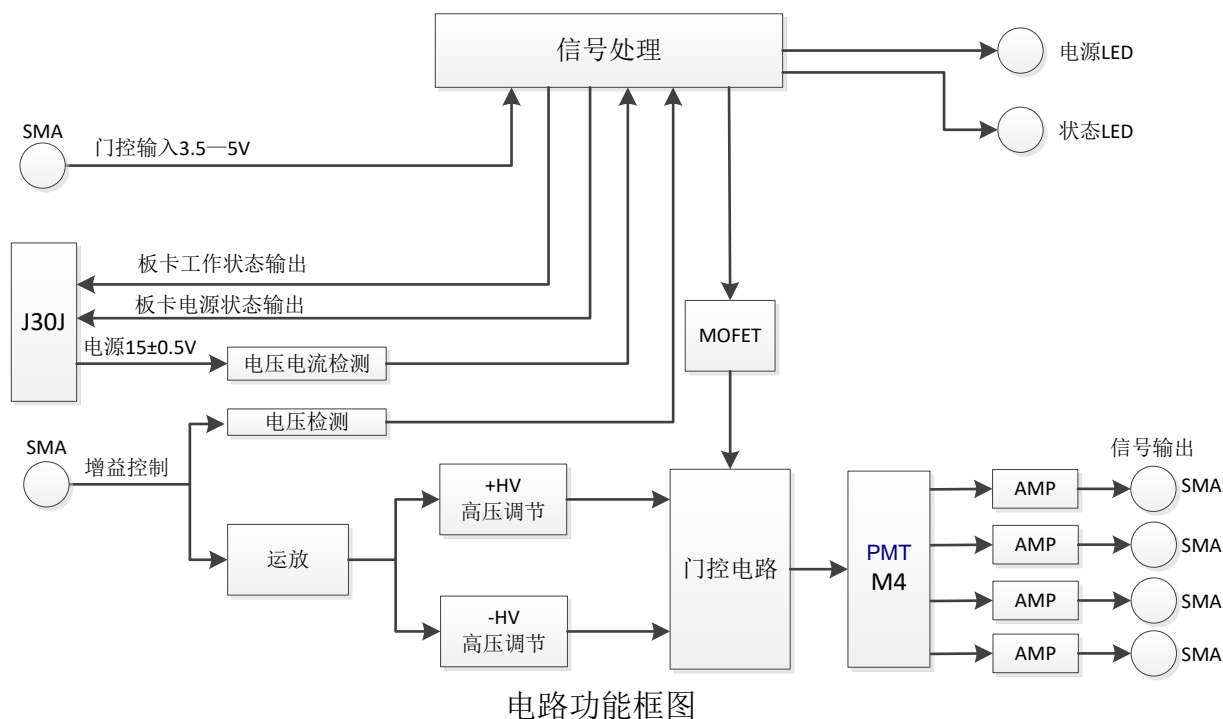 信号处理
电源LED
状态LED
SMA
门控输入3.5—5V
板卡工作状态输出
板卡电源状态输出
J30J
电源15±0.5V
电压电流检测
MOFET
电压检测
SMA
增益控制
+HV
高压调节
运放
-HV
高压调节
门控电路
PMT
M4
信号输出
AMP
SMA
AMP
SMA
AMP
SMA
AMP
SMA
电路功能框图